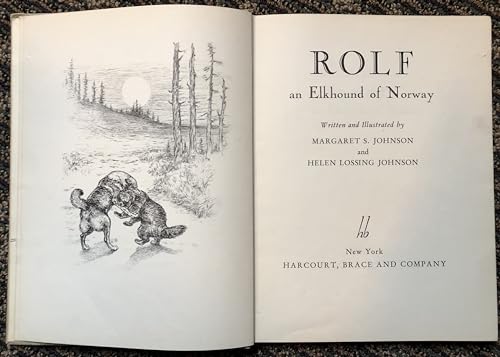 ROLF
an Elkhound of Norway
Written and Illustrated by
MARGARET S. JOHNSON
and
HELEN LOSSING JOHNSON
hb
New York
HARCOURT, BRACE AND COMPANY